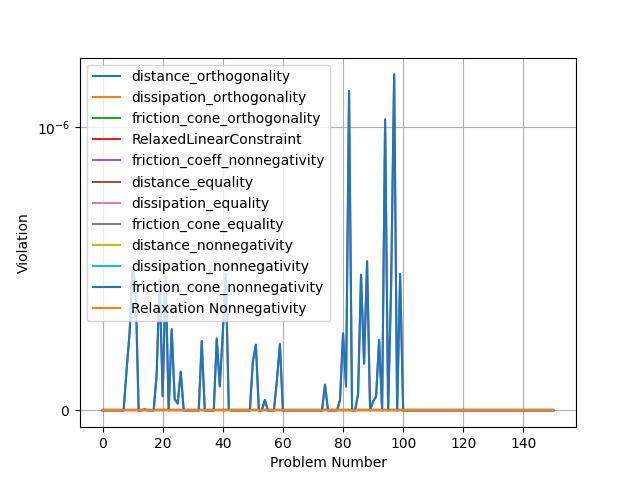 distance_orthogonality
dissipation_orthogonality
friction_cone_orthogonality
RelaxedLinearConstraint
friction_coeff_nonnegativity
distance_equality
dissipation_equality
friction_cone_equality
distance_nonnegativity
dissipation_nonnegativity
friction_cone_nonnegativity
Relaxation Nonnegativity
10⁻⁶
0
Violation
0 20 40 60 80 100 120 140
Problem Number